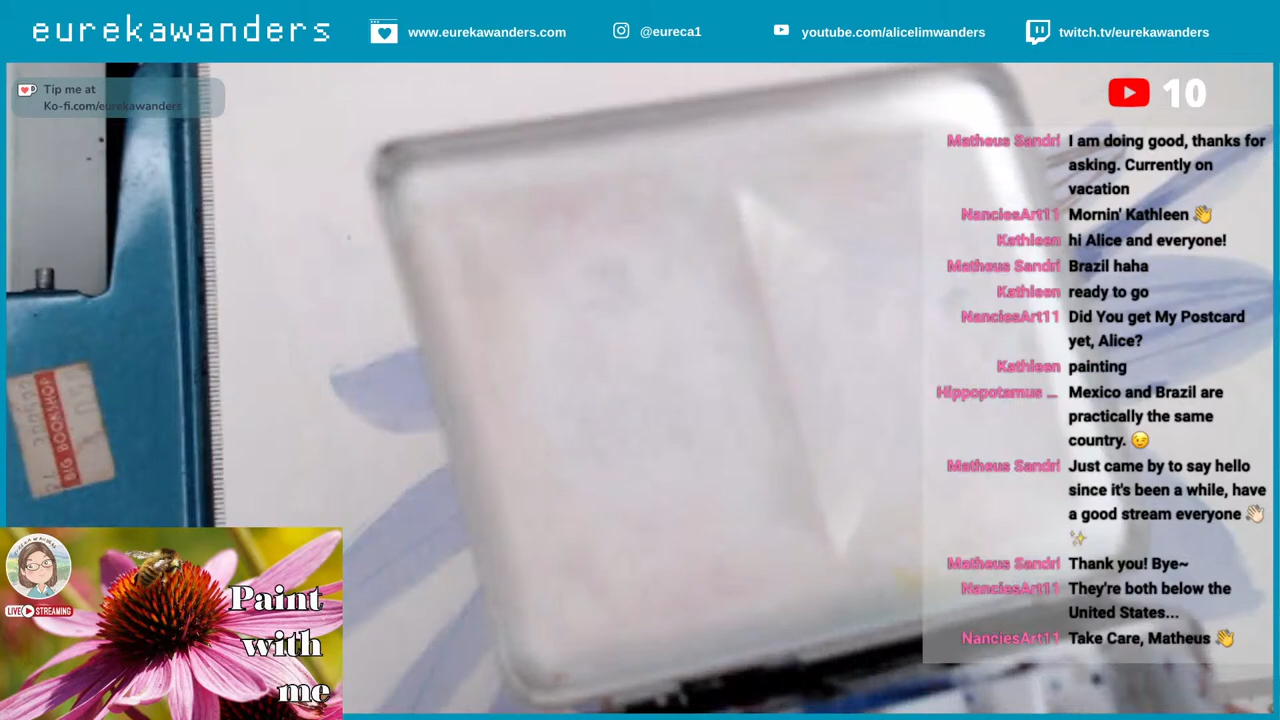 eurekawanders
www.eurekawanders.com
@eureca1
youtube.com/alicelimwanders
twitch.tv/eurekawanders
Tip me at
Ko-fi.com/eurekawanders
10
Matheus Sandri I am doing good, thanks for
asking. Currently on
vacation
NanciesArt11 Mornin' Kathleen 👋
Kathleen hi Alice and everyone!
Matheus Sandri Brazil haha
Kathleen ready to go
NanciesArt11 Did You get My Postcard
yet, Alice?
Kathleen painting
Hippopotamus ... Mexico and Brazil are
practically the same
country. 😉
Matheus Sandri Just came by to say hello
since it's been a while, have
a good stream everyone 👋🏻
✨
Matheus Sandri Thank you! Bye~
NanciesArt11 They're both below the
United States...
NanciesArt11 Take Care, Matheus 👋
BIG BOOKSHOP
LIVE STREAMING
Paint
with
me